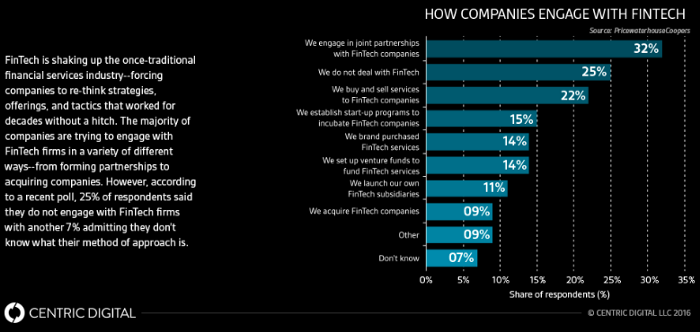 HOW COMPANIES ENGAGE WITH FINTECH
Source: PricewaterhouseCoopers
FinTech is shaking up the once-traditional
financial services industry--forcing
companies to re-think strategies,
offerings, and tactics that worked for
decades without a hitch. The majority of
companies are trying to engage with
FinTech firms in a variety of different
ways--from forming partnerships to
acquiring companies. However, according
to a recent poll, 25% of respondents said
they do not engage with FinTech firms
with another 7% admitting they don't
know what their method of approach is.
We engage in joint partnerships
with FinTech companies
32%
We do not deal with FinTech
25%
We buy and sell services
to FinTech companies
22%
We establish start-up programs to
incubate FinTech companies
15%
We brand purchased
FinTech services
14%
We set up venture funds to
fund FinTech services
14%
We launch our own
FinTech subsidiaries
11%
We acquire FinTech companies
09%
Other
09%
Don't know
07%
0% 5% 10% 15% 20% 25% 30% 35%
Share of respondents (%)
CENTRIC DIGITAL
© CENTRIC DIGITAL LLC 2016